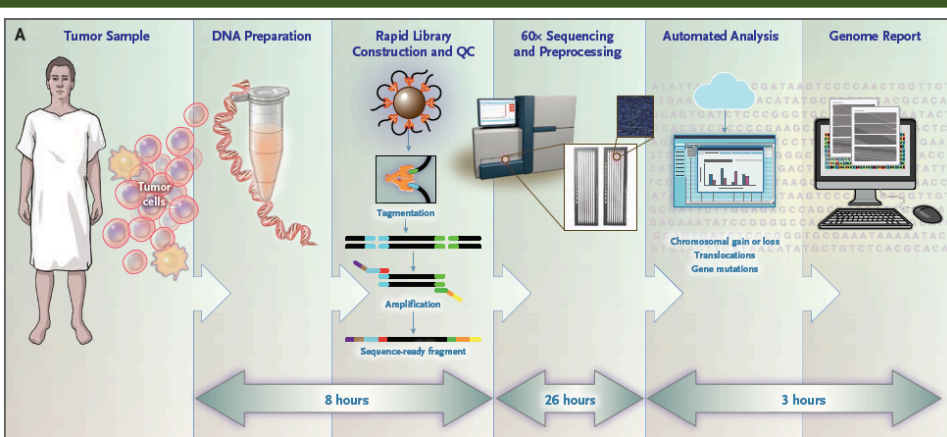 A
Tumor Sample
DNA Preparation
Rapid Library
Construction and QC
60× Sequencing
and Preprocessing
Automated Analysis
Genome Report
Tumor
cells
Tagmentation
Amplification
Sequence-ready fragment
Chromosomal gain or loss
Translocations
Gene mutations
8 hours
26 hours
3 hours